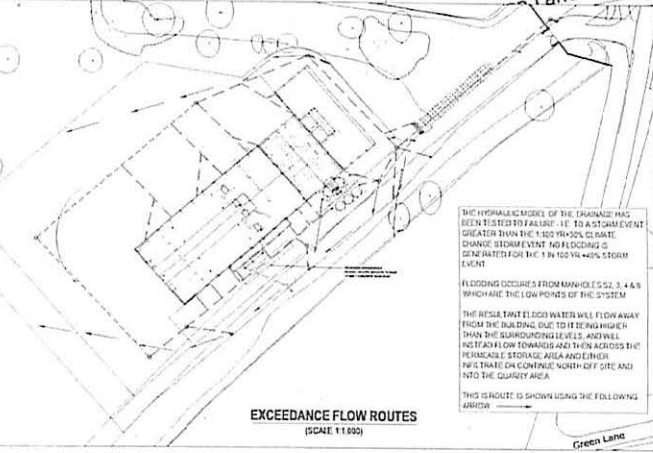 THE HYDRAULIC MODEL OF THE DRAINAGE HAS
BEEN TESTED TO FAILURE - I.E. TO A STORM EVENT
GREATER THAN THE 1:100 YR+30% CLIMATE
CHANGE STORM EVENT. NO FLOODING IS
GENERATED FOR THE 1 IN 100 YR +40% STORM
EVENT
FLOODING OCCURES FROM MANHOLES S2, 3, 4 &
WHICH ARE THE LOW POINTS OF THE SYSTEM
THE RESULTANT FLOOD WATER WILL FLOW AWAY
FROM THE BUILDING, DUE TO IT BEING HIGHER
THAN THE SURROUNDING LEVELS, AND WILL
INSTEAD FLOW TOWARDS AND THEN ACROSS THE
PERMEABLE STORAGE AREA AND EITHER
INFILTRATE OR CONTINUE NORTH OFF SITE AND
INTO THE QUARRY AREA
THIS IS ROUTE IS SHOWN USING THE FOLLOWING
ARROW
EXCEEDANCE FLOW ROUTES
(SCALE 1:1,000)
Green Lane